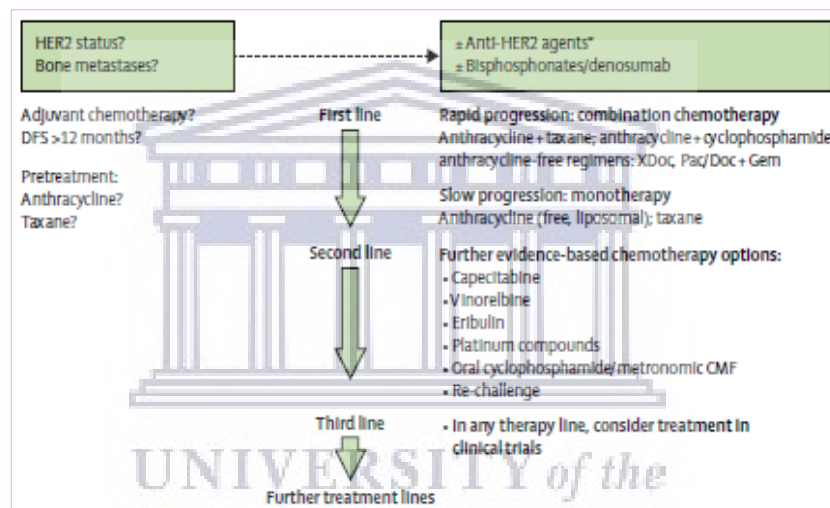 HER2 status?
Bone metastases?
± Anti-HER2 agents*
± Bisphosphonates/denosumab
Adjuvant chemotherapy?
DFS >12 months?
Pretreatment:
Anthracycline?
Taxane?
First line
Second line
Third line
Further treatment lines
Rapid progression: combination chemotherapy
Anthracycline + taxane; anthracycline + cyclophosphamide
anthracycline-free regimens: XDoc, Pac/Doc + Gem
Slow progression: monotherapy
Anthracycline (free, liposomal); taxane
Further evidence-based chemotherapy options:
• Capecitabine
• Vinorelbine
• Eribulin
• Platinum compounds
• Oral cyclophosphamide/metronomic CMF
• Re-challenge
• In any therapy line, consider treatment in
clinical trials
UNIVERSITY of the